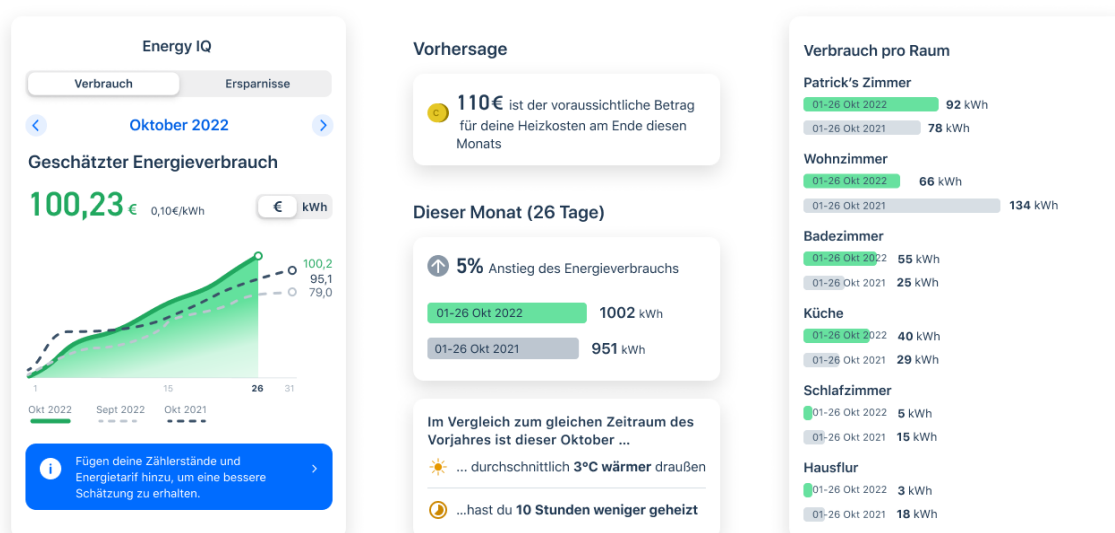 Energy IQ
Verbrauch
Ersparnisse
Oktober 2022
Geschätzter Energieverbrauch
100,23 € 0,10€/kWh
€ kWh
100,2
95,1
79,0
1 15 26 31
Okt 2022 Sept 2022 Okt 2021
Fügen deine Zählerstände und
Energietarif hinzu, um eine bessere
Schätzung zu erhalten.
Vorhersage
110€ ist der voraussichtliche Betrag
für deine Heizkosten am Ende diesen
Monats
Dieser Monat (26 Tage)
5% Anstieg des Energieverbrauchs
01-26 Okt 2022 1002 kWh
01-26 Okt 2021 951 kWh
Im Vergleich zum gleichen Zeitraum des
Vorjahres ist dieser Oktober ...
... durchschnittlich 3°C wärmer draußen
...hast du 10 Stunden weniger geheizt
Verbrauch pro Raum
Patrick's Zimmer
01-26 Okt 2022 92 kWh
01-26 Okt 2021 78 kWh
Wohnzimmer
01-26 Okt 2022 66 kWh
01-26 Okt 2021 134 kWh
Badezimmer
01-26 Okt 2022 55 kWh
01-26 Okt 2021 25 kWh
Küche
01-26 Okt 2022 40 kWh
01-26 Okt 2021 29 kWh
Schlafzimmer
01-26 Okt 2022 5 kWh
01-26 Okt 2021 15 kWh
Hausflur
01-26 Okt 2022 3 kWh
01-26 Okt 2021 18 kWh